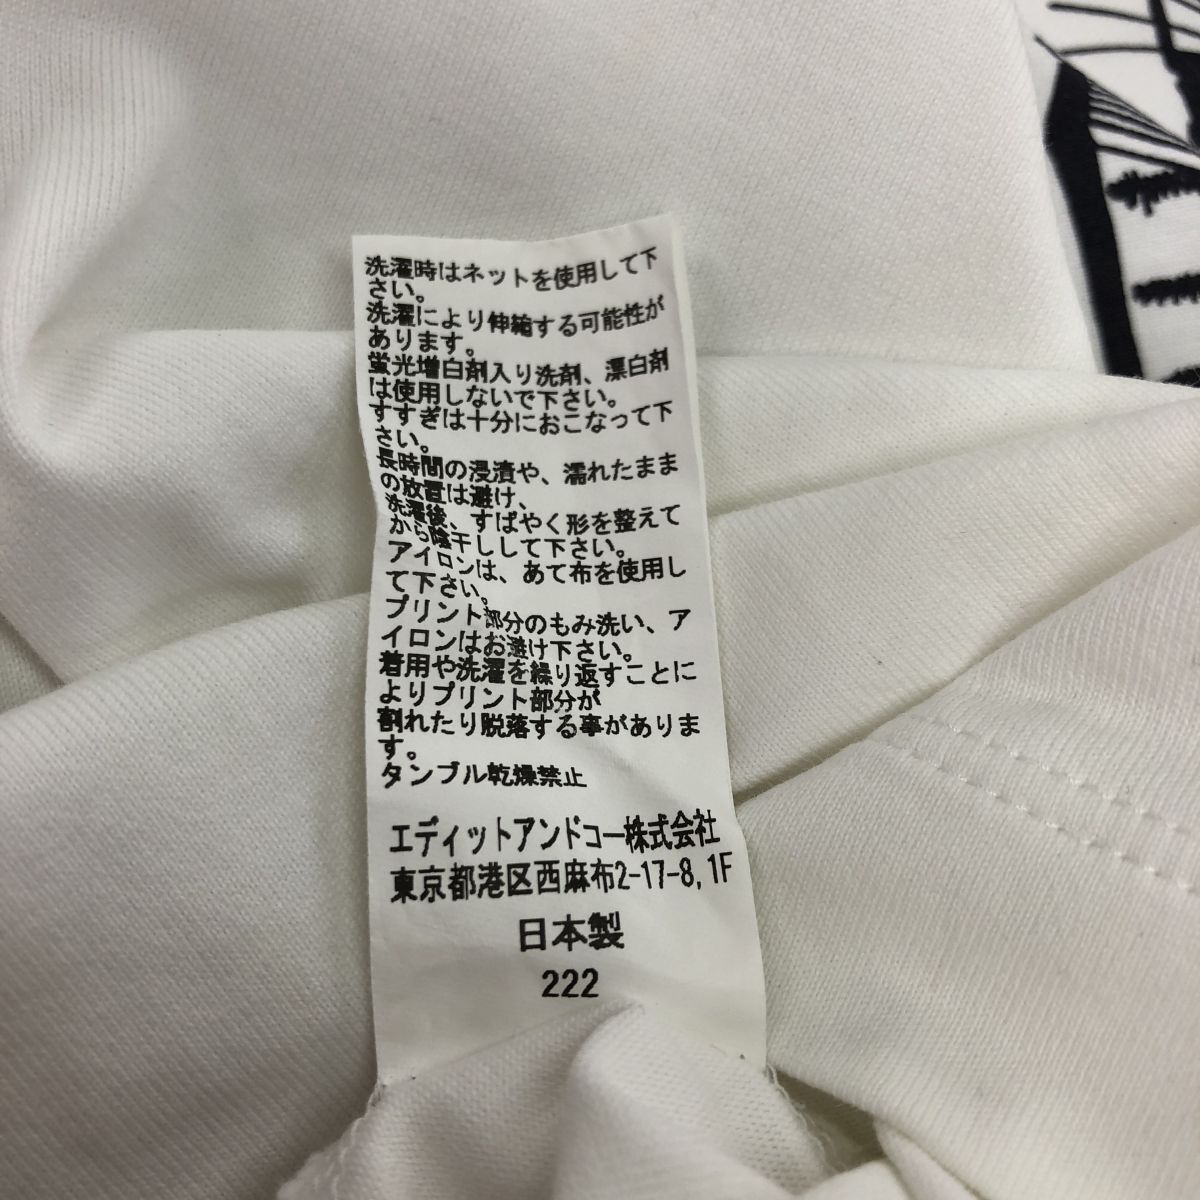 洗濯時はネットを使用して下
さい。
洗濯により伸縮する可能性が
あります。
蛍光増白剤入り洗剤、漂白剤
は使用しないで下さい。
すすぎは十分におこなって下
さい。
長時間の浸漬や、濡れたまま
の放置は避け、
洗濯後、すばやく形を整えて
から陰干しして下さい。
アイロンは、あて布を使用し
て下さい。
プリント部分のもみ洗い、ア
イロンはお避け下さい。
着用や洗濯を繰り返すことに
よりプリント部分が
割れたり脱落する事がありま
す。
タンブル乾燥禁止
エディットアンドコー株式会社
東京都港区西麻布2-17-8,1F
日本製
222